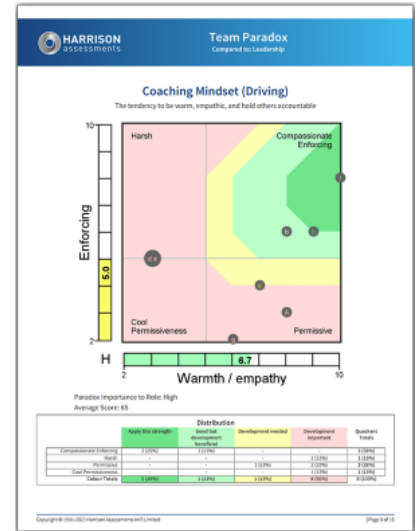 HARRISON
assessments
Team Paradox
Compared to: Leadership
Coaching Mindset (Driving)
The tendency to be warm, empathic, and hold others accountable
10
Harsh
Compassionate
Enforcing
Enforcing
5.0
b
d e
c
A
g
Cool
Permissiveness
Permissive
2
H
6.7
2
10
Warmth / empathy
Paradox Importance to Role: High
Average Score: 65
Distribution
Apply this strength
Good but
development
beneficial
Development needed
Development
important
Quadrant
Totals
Compassionate Enforcing
Harsh
Permissive
Cool Permissiveness
Colour Totals